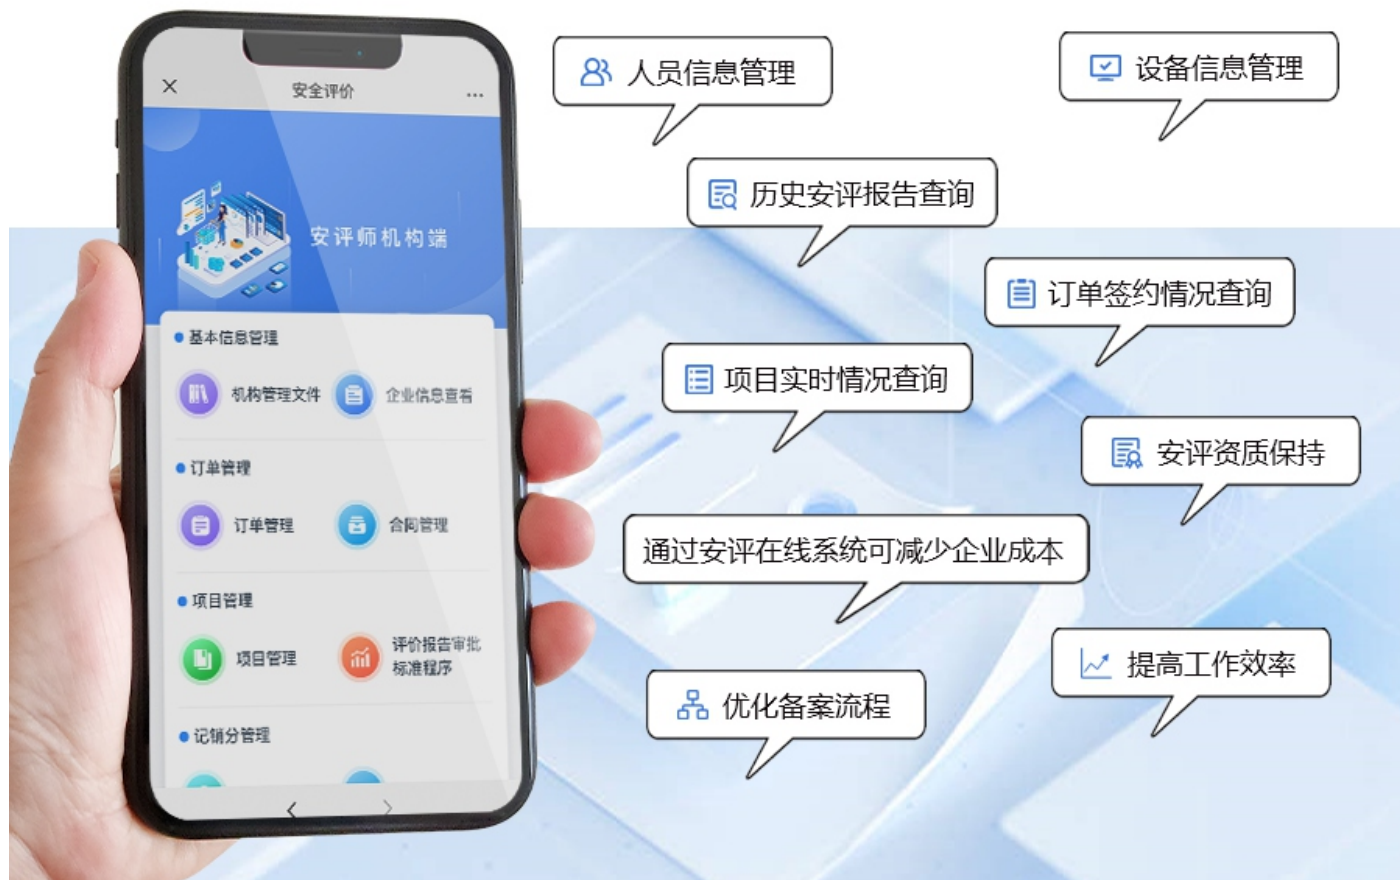 安全评价
安评师机构端
基本信息管理
机构管理文件
企业信息查看
订单管理
订单管理
合同管理
项目管理
项目管理
评价报告审批
标准程序
记销分管理
人员信息管理
设备信息管理
历史安评报告查询
订单签约情况查询
项目实时情况查询
安评资质保持
通过安评在线系统可减少企业成本
提高工作效率
优化备案流程